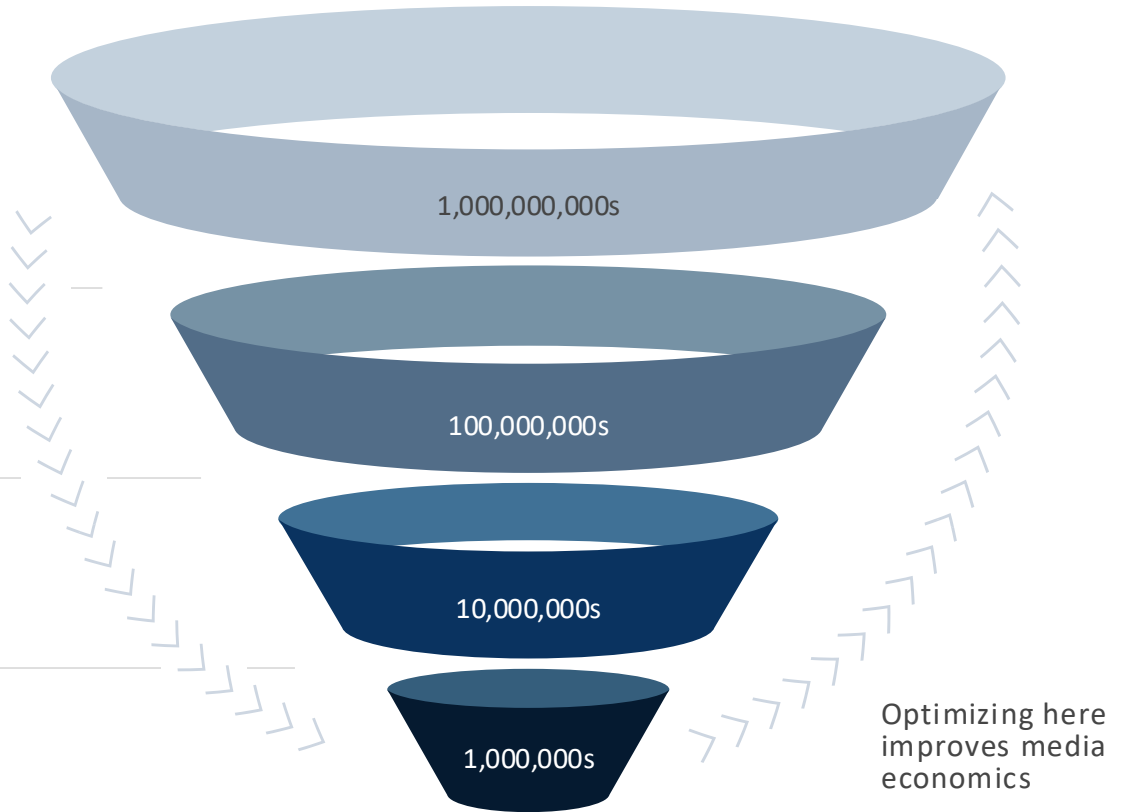 1,000,000,000s
100,000,000s
10,000,000s
1,000,000s
Optimizing here
improves media
economics